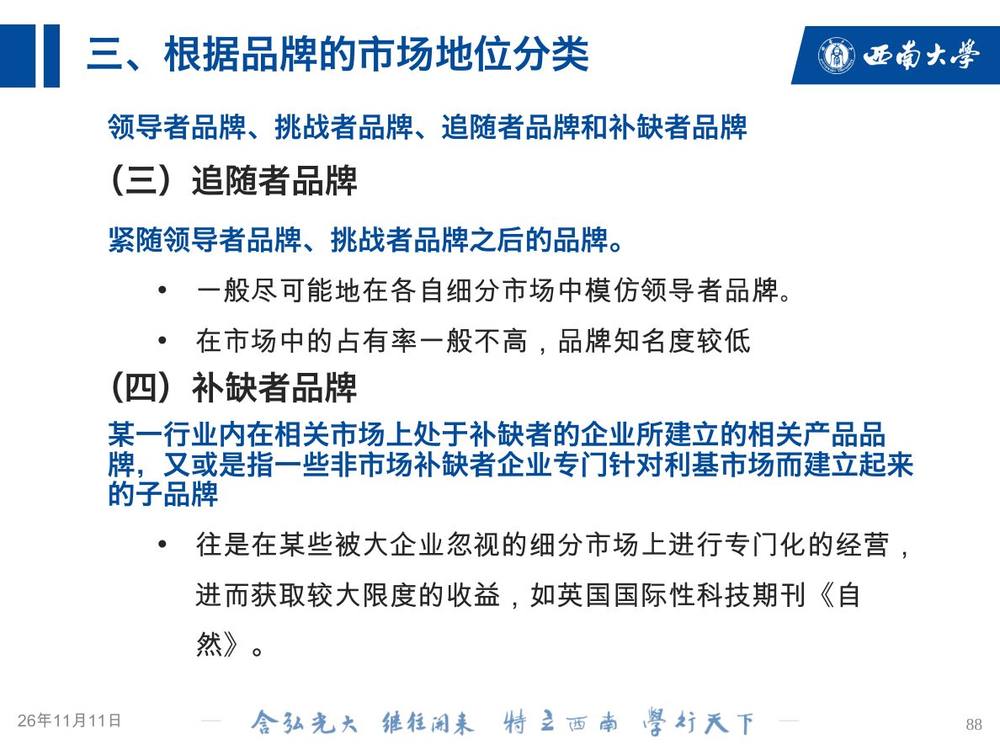 三、根据品牌的市场地位分类
西南大学
领导者品牌、挑战者品牌、追随者品牌和补缺者品牌
（三）追随者品牌
紧随领导者品牌、挑战者品牌之后的品牌。
• 一般尽可能地在各自细分市场中模仿领导者品牌。
• 在市场中的占有率一般不高，品牌知名度较低
（四）补缺者品牌
某一行业内在相关市场上处于补缺者的企业所建立的相关产品品
牌，又或是指一些非市场补缺者企业专门针对利基市场而建立起来
的子品牌
• 往是在某些被大企业忽视的细分市场上进行专门化的经营，
进而获取较大限度的收益，如英国国际性科技期刊《自
然》。
26年11月11日
含弘光大 继往开来 特立西南 学行天下
88